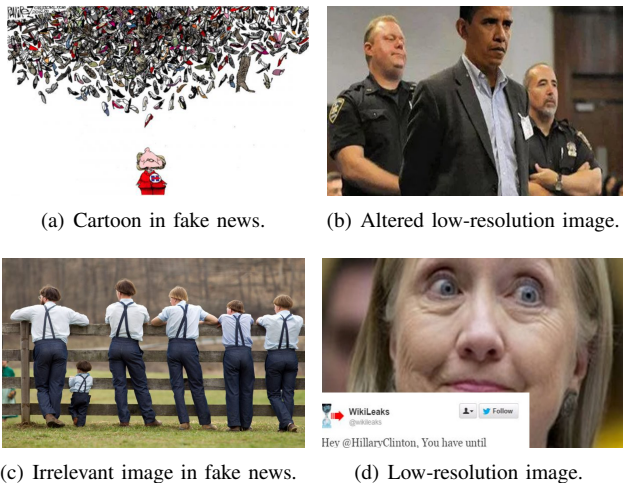 (a) Cartoon in fake news.
(b) Altered low-resolution image.
WikiLeaks
@wikileaks
Follow
Hey @HillaryClinton, You have until
(c) Irrelevant image in fake news.
(d) Low-resolution image.